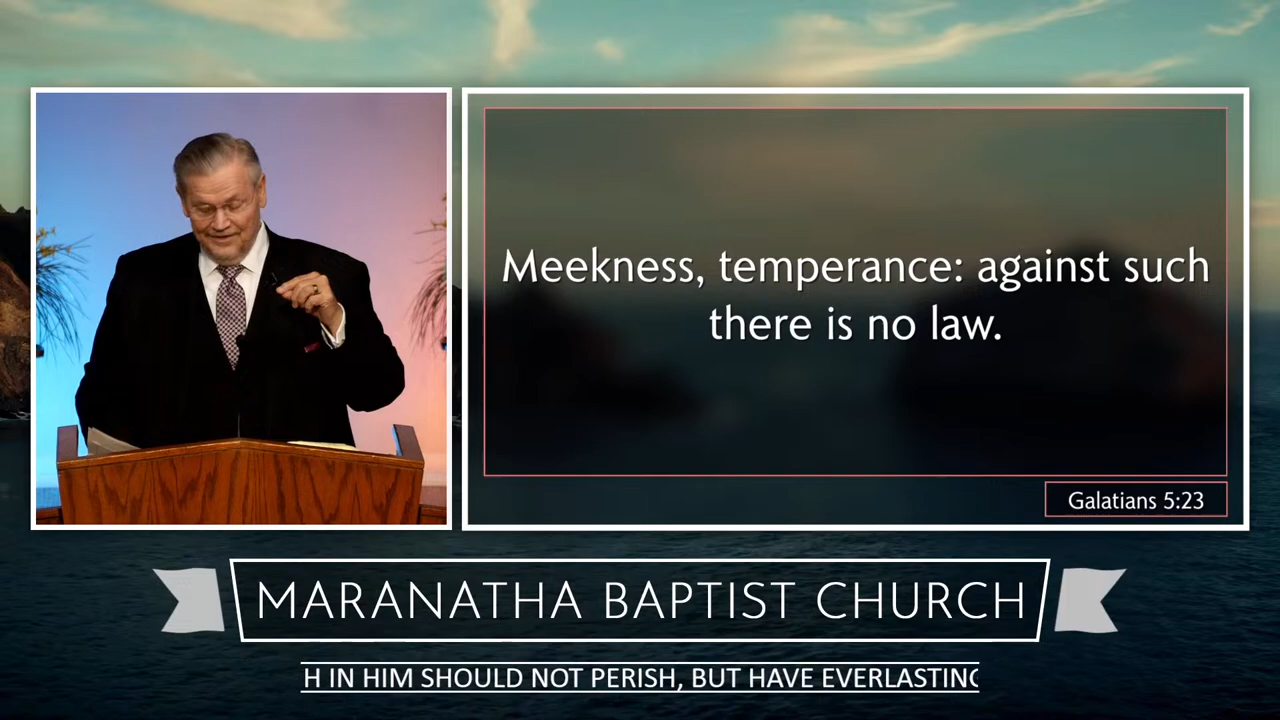 Meekness, temperance: against such
there is no law.
Galatians 5:23
MARANATHA BAPTIST CHURCH
H IN HIM SHOULD NOT PERISH, BUT HAVE EVERLASTING